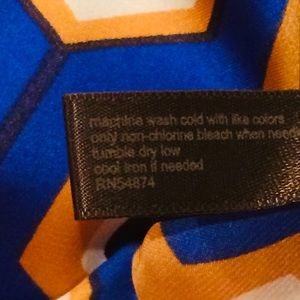 machine wash cold with like colors
only non-chlorine bleach when need
tumble dry low
cool iron if needed
RN54874